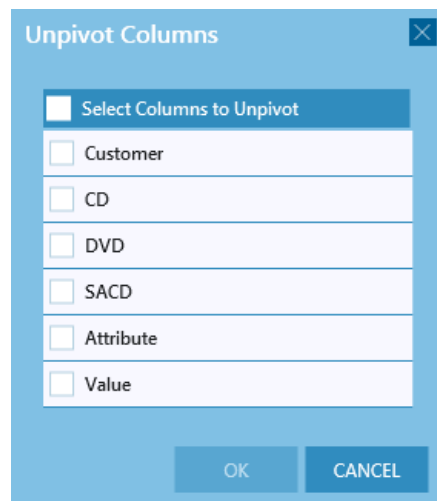 Unpivot Columns
Select Columns to Unpivot
Customer
CD
DVD
SACD
Attribute
Value
OK
CANCEL